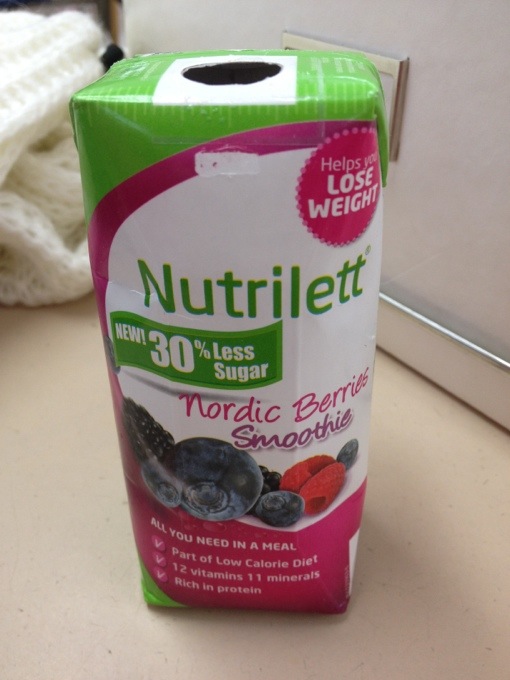 Helps you
LOSE
WEIGHT
Nutrilett®
NEW! 30% Less
Sugar
Nordic Berries
Smoothie
ALL YOU NEED IN A MEAL
Part of Low Calorie Diet
12 vitamins 11 minerals
Rich in protein